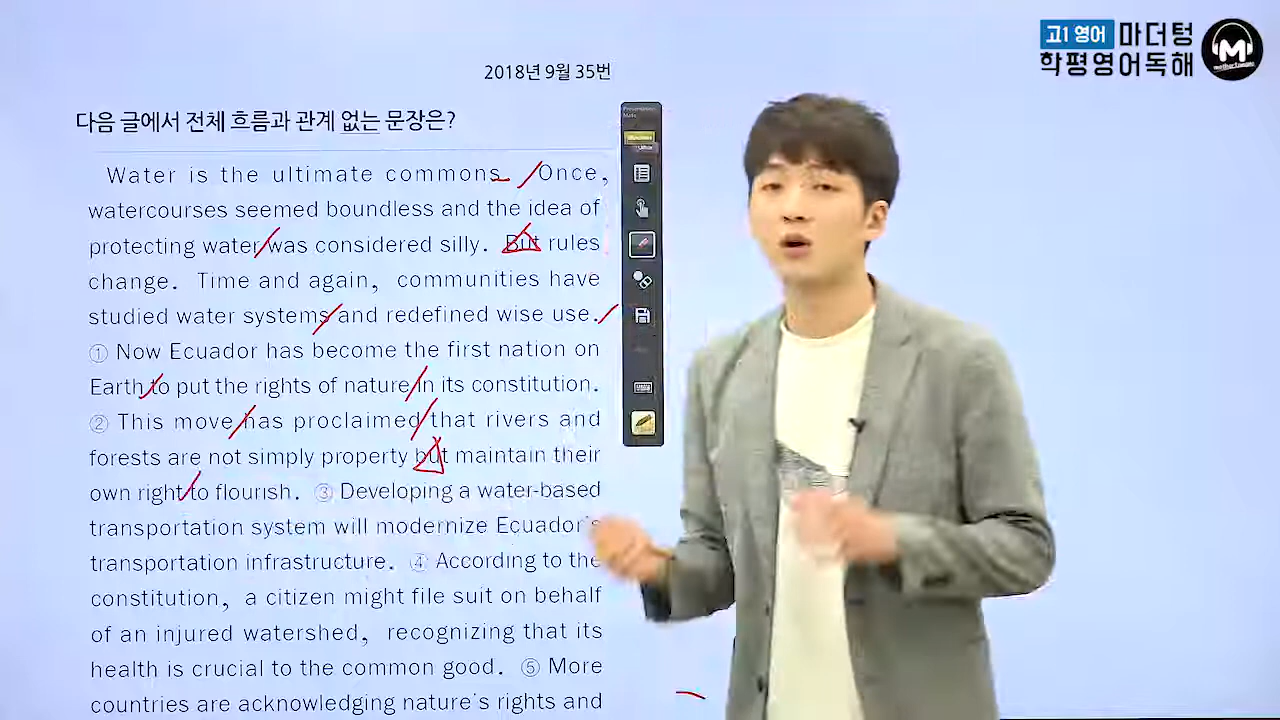 고1 영어 마더텅
학평영어독해
M
2018년 9월 35번
다음 글에서 전체 흐름과 관계 없는 문장은?
Water is the ultimate commons. Once,
watercourses seemed boundless and the idea of
protecting water was considered silly. But rules
change. Time and again, communities have
studied water systems and redefined wise use.
① Now Ecuador has become the first nation on
Earth to put the rights of nature in its constitution.
② This move has proclaimed that rivers and
forests are not simply property but maintain their
own right to flourish. ③ Developing a water-based
transportation system will modernize Ecuador's
transportation infrastructure. ④ According to the
constitution, a citizen might file suit on behalf
of an injured watershed, recognizing that its
health is crucial to the common good. ⑤ More
countries are acknowledging nature's rights and